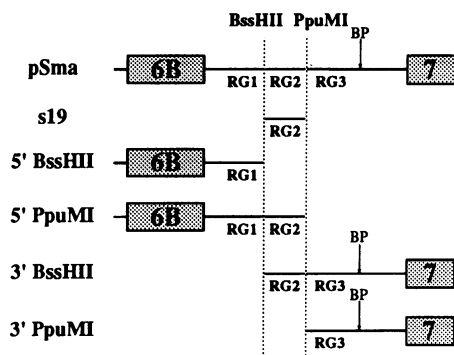 BssHII PpuMI
BP
pSma 6B 7
RG1 RG2 RG3
s19
RG2
5' BssHII 6B
RG1
5' PpuMI 6B
RG1 RG2
BP
3' BssHII 7
RG2 RG3
BP
3' PpuMI 7
RG3